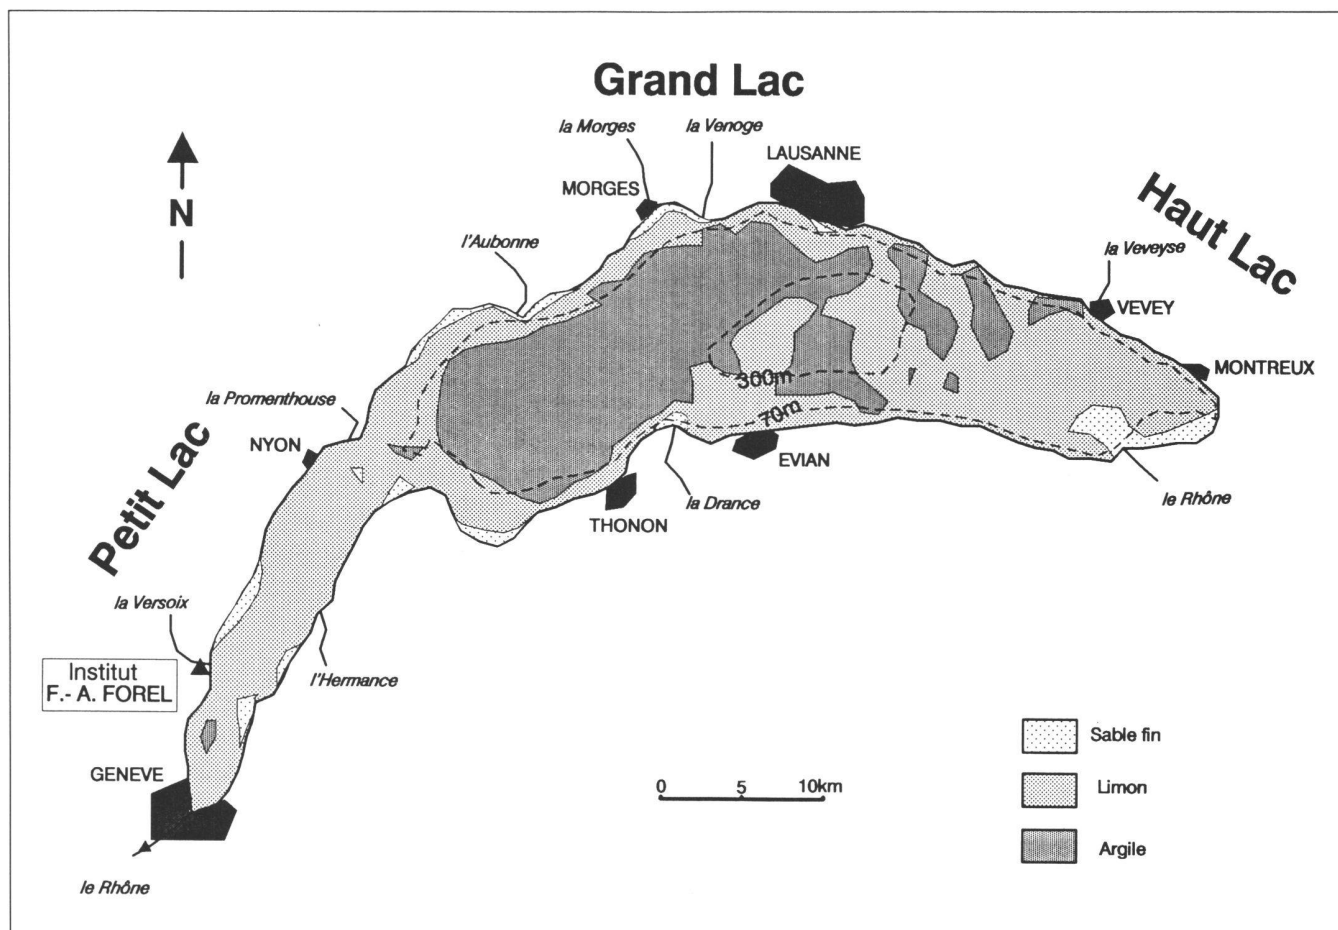 Grand Lac
la Morges
la Venoge
LAUSANNE
MORGES
Haut Lac
N
l'Aubonne
la Veveyse
VEVEY
MONTREUX
300m
70m
la Promenthouse
NYON
EVIAN
Petit Lac
la Drance
le Rhône
THONON
la Versoix
Institut
F.- A. FOREL
l'Hermance
GENEVE
0 5 10km
Sable fin
Limon
Argile
le Rhône